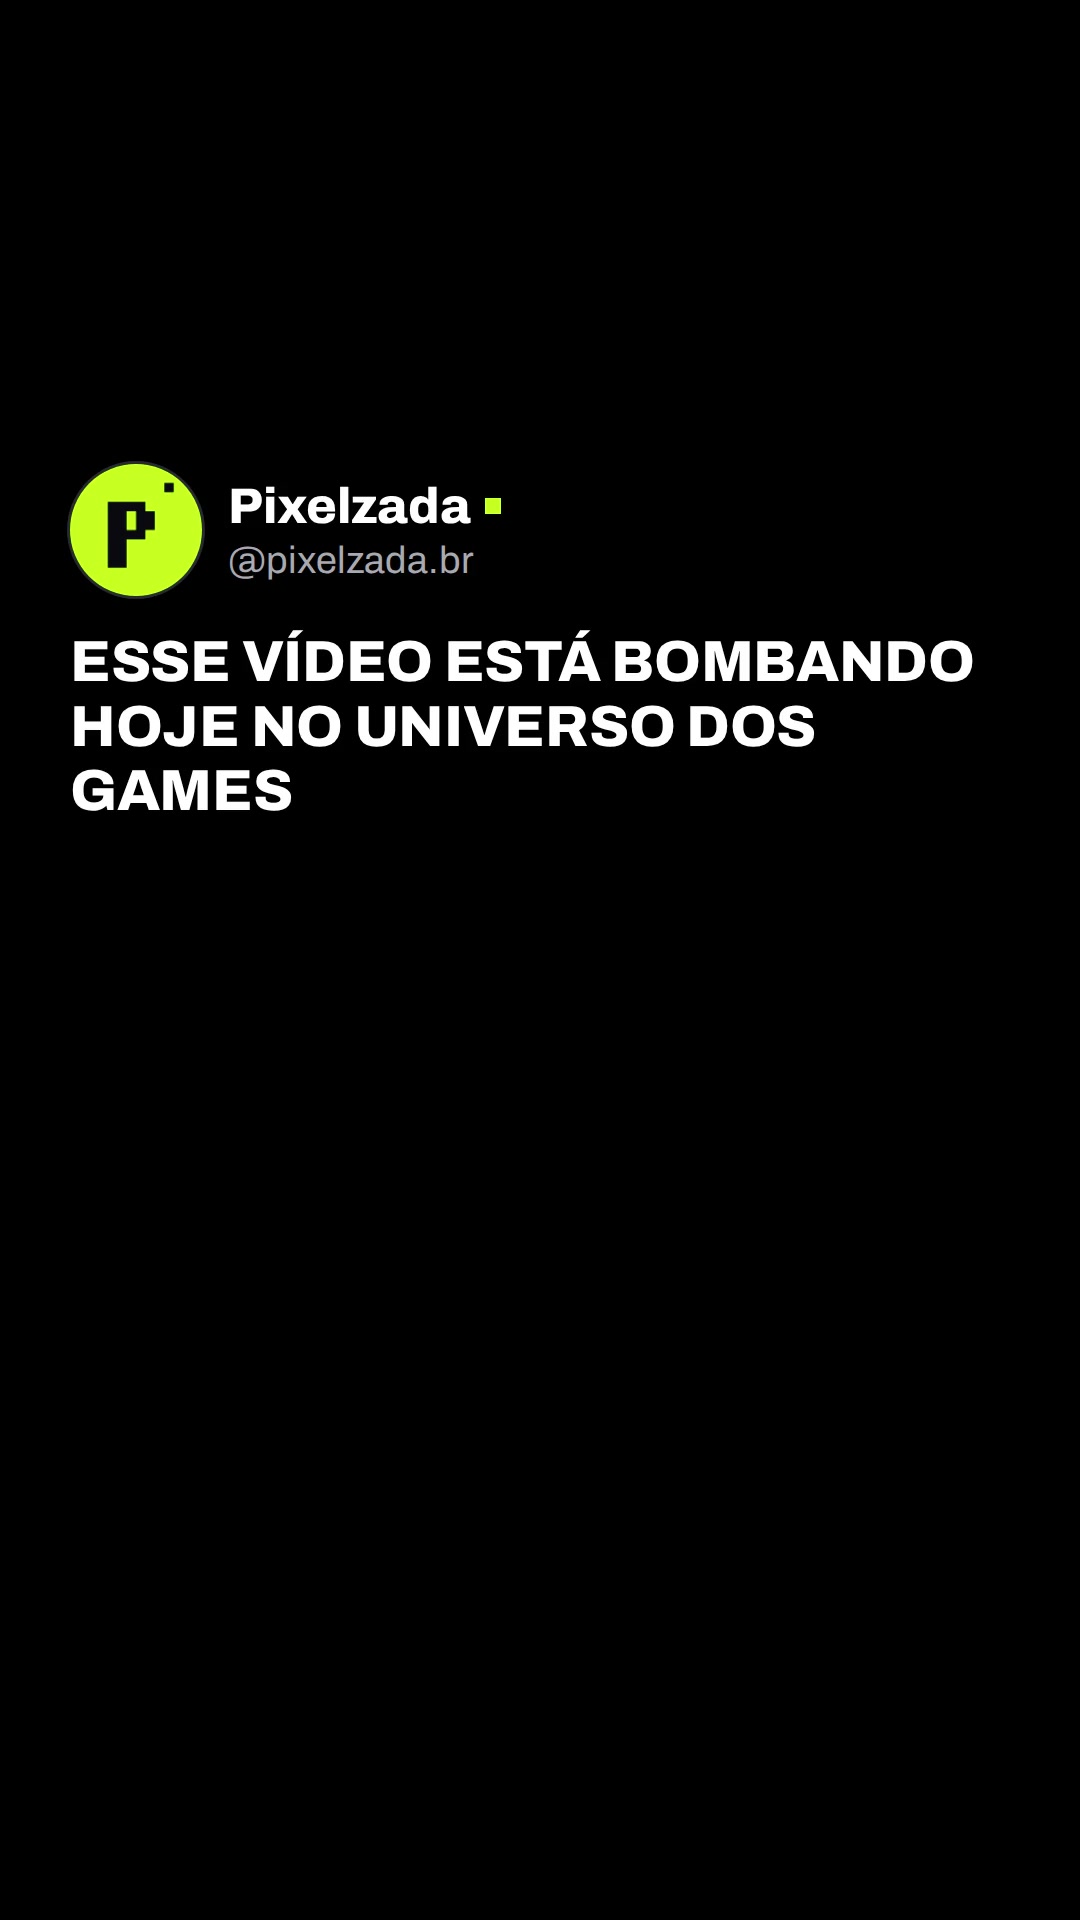 P
Pixelzada
@pixelzada.br
ESSE VÍDEO ESTÁ BOMBANDO
HOJE NO UNIVERSO DOS
GAMES